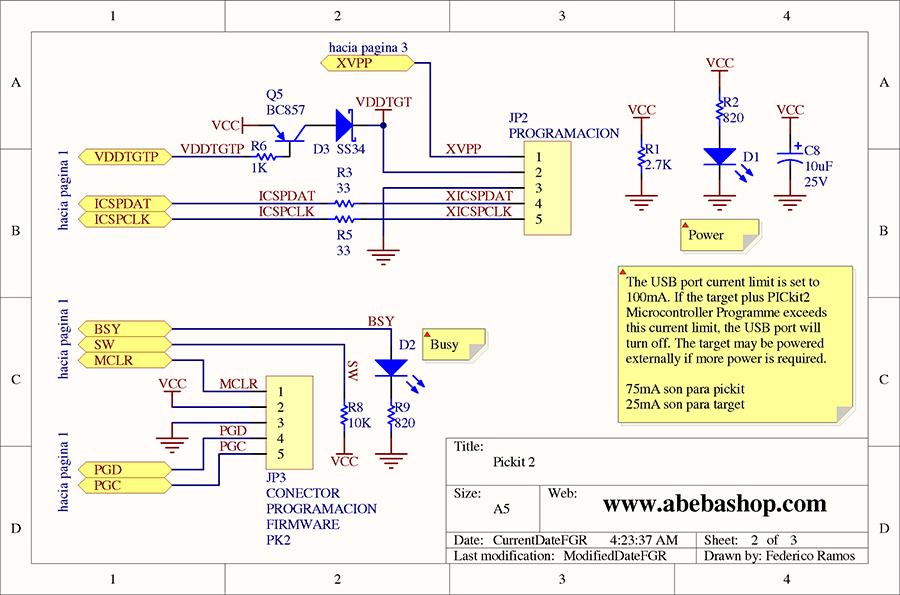 1 2 3 4
A
B
C
D
hacia pagina 3
XVPP
Q5
BC857
VCC
VDDTGT
D3 SS34
hacia pagina 1
VDDTGTP
VDDTGTP
R6
1K
R3
33
ICSPDAT
ICSPDAT
XICSPDAT
ICSPCLK
ICSPCLK
XICSPCLK
R5
33
JP2
PROGRAMACION
XVPP
1
2
3
4
5
VCC
R1
2.7K
VCC
R2
820
D1
VCC
+
C8
10uF
25V
Power
The USB port current limit is set to
100mA. If the target plus PICkit2
Microcontroller Programme exceeds
this current limit, the USB port will
turn off. The target may be powered
externally if more power is required.
75mA son para pickit
25mA son para target
hacia pagina 1
BSY
SW
MCLR
BSY
D2
Busy
SW
R8
10K
VCC
R9
820
VCC
MCLR
1
2
3
4
5
PGD
PGC
hacia pagina 1
PGD
PGC
JP3
CONECTOR
PROGRAMACION
FIRMWARE
PK2
Title:
Pickit 2
Size:
A5
Web:
www.abebashop.com
Date: CurrentDateFGR 4:23:37 AM
Sheet: 2 of 3
Last modification: ModifiedDateFGR
Drawn by: Federico Ramos
A
B
C
D
1 2 3 4